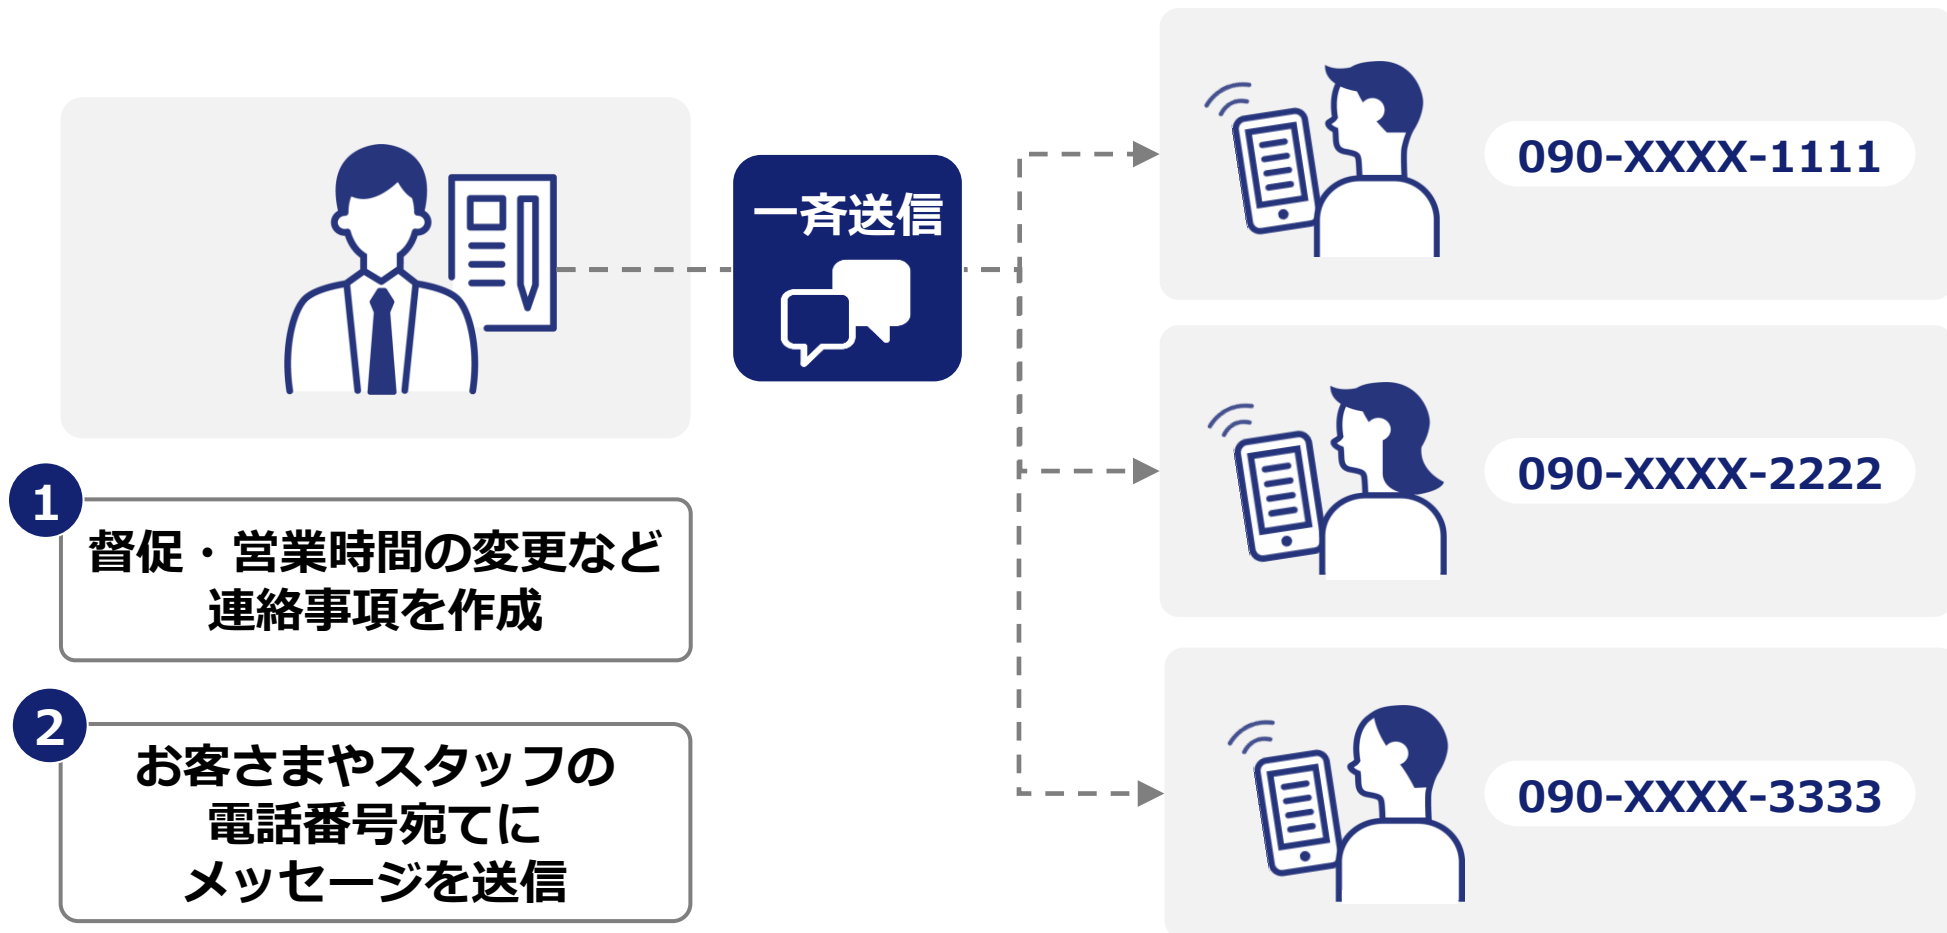 一斉送信
090-XXXX-1111
090-XXXX-2222
090-XXXX-3333
1
督促・営業時間の変更など
連絡事項を作成
2
お客さまやスタッフの
電話番号宛てに
メッセージを送信